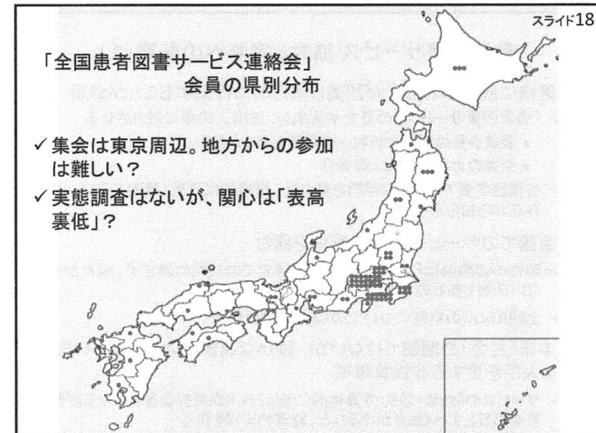 スライド18
「全国患者図書サービス連絡会」
会員の県別分布
✓ 集会は東京周辺。地方からの参加
は難しい？
✓ 実態調査はないが、関心は「表高
裏低」？